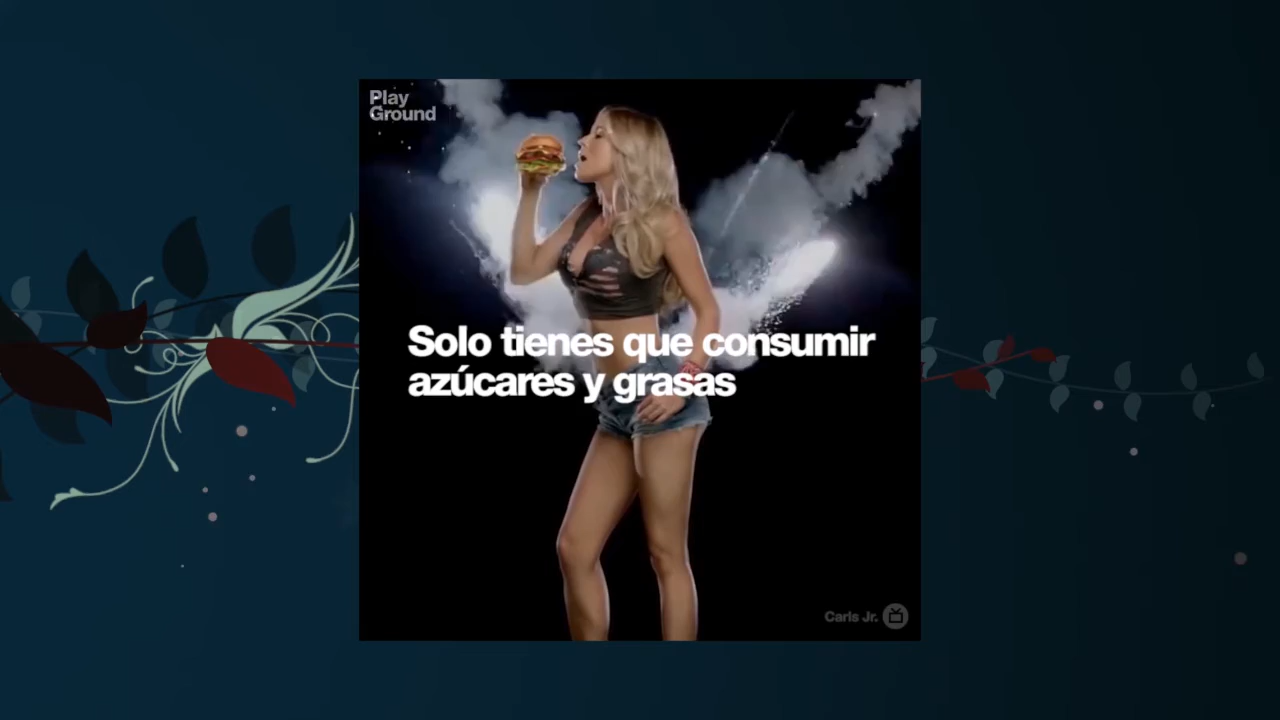 Play
Ground
Solo tienes que consumir
azúcares y grasas
Carls Jr.